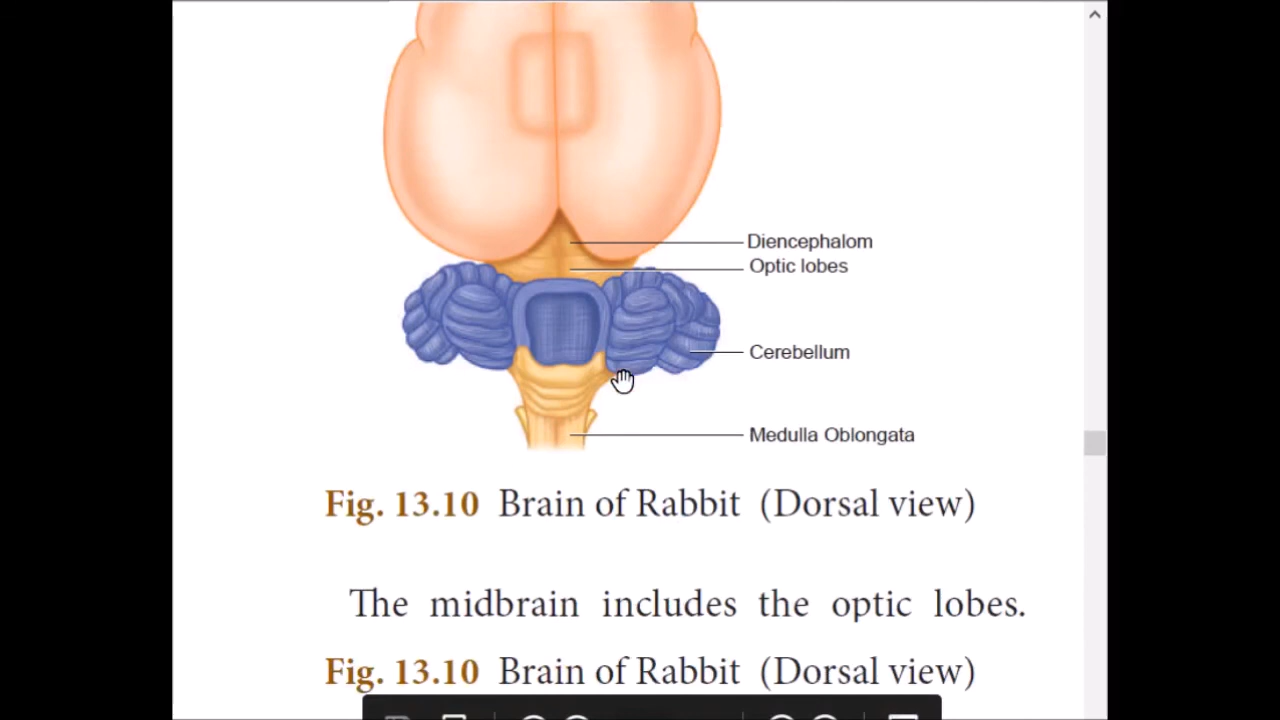 Diencephalom
Optic lobes
Cerebellum
Medulla Oblongata
Fig. 13.10 Brain of Rabbit (Dorsal view)
The midbrain includes the optic lobes.
Fig. 13.10 Brain of Rabbit (Dorsal view)